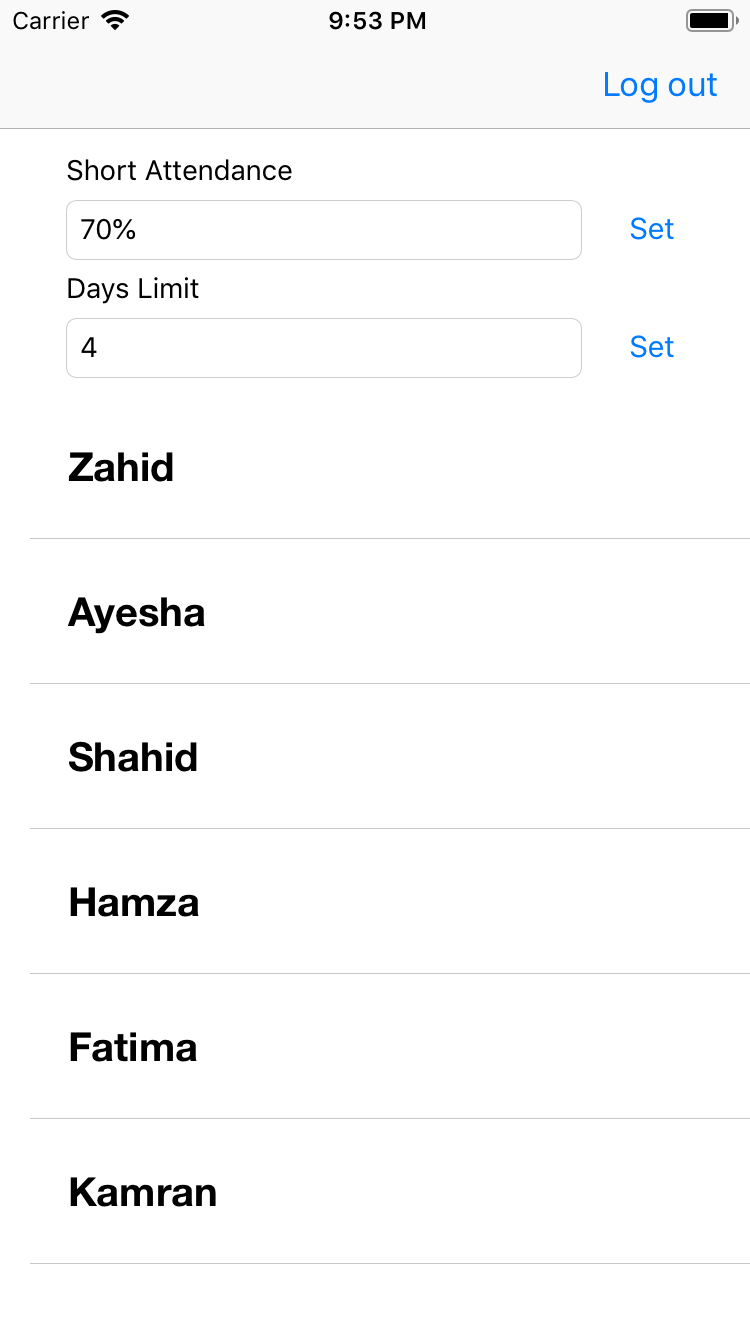 Carrier 9:53 PM
Log out
Short Attendance
70% Set
Days Limit
4 Set
Zahid
Ayesha
Shahid
Hamza
Fatima
Kamran